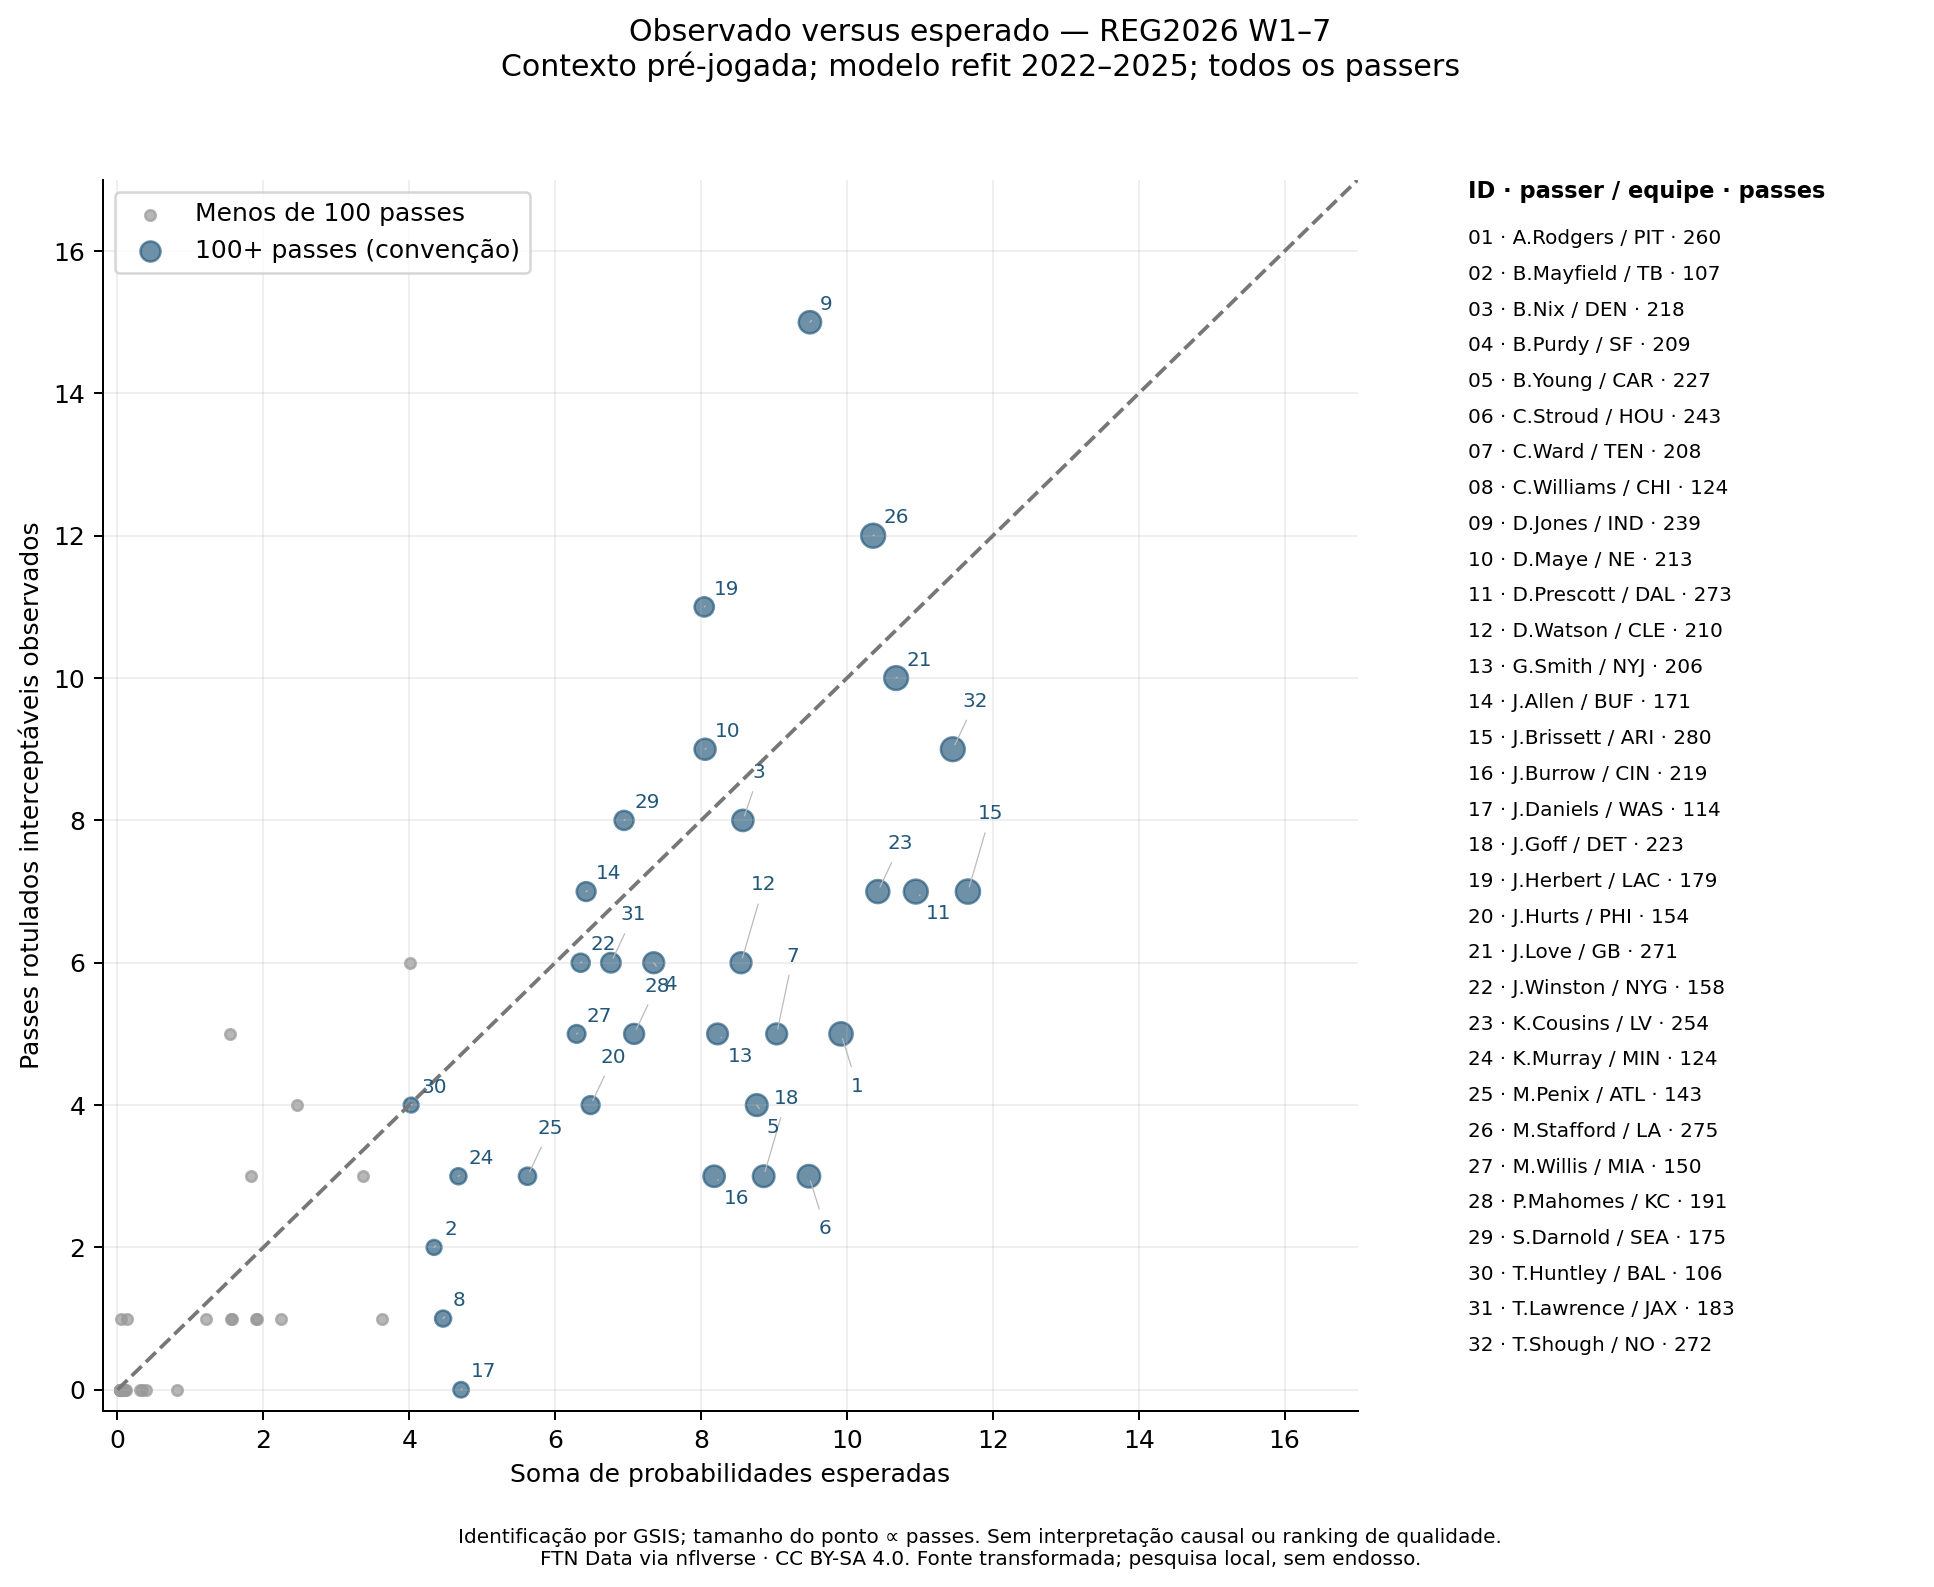 Observado versus esperado — REG2026 W1–7
Contexto pré-jogada; modelo refit 2022–2025; todos os passers
Menos de 100 passes
100+ passes (convenção)
Passes rotulados interceptáveis observados
16
14
12
10
8
6
4
2
0
9
26
19
21
32
10
3
29
15
23
14
12
11
31
22
7
28
4
27
13
20
1
30
18
5
25
24
16
6
2
8
17
0
2
4
6
8
10
12
14
16
Soma de probabilidades esperadas
ID · passer / equipe · passes
01 · A.Rodgers / PIT · 260
02 · B.Mayfield / TB · 107
03 · B.Nix / DEN · 218
04 · B.Purdy / SF · 209
05 · B.Young / CAR · 227
06 · C.Stroud / HOU · 243
07 · C.Ward / TEN · 208
08 · C.Williams / CHI · 124
09 · D.Jones / IND · 239
10 · D.Maye / NE · 213
11 · D.Prescott / DAL · 273
12 · D.Watson / CLE · 210
13 · G.Smith / NYJ · 206
14 · J.Allen / BUF · 171
15 · J.Brissett / ARI · 280
16 · J.Burrow / CIN · 219
17 · J.Daniels / WAS · 114
18 · J.Goff / DET · 223
19 · J.Herbert / LAC · 179
20 · J.Hurts / PHI · 154
21 · J.Love / GB · 271
22 · J.Winston / NYG · 158
23 · K.Cousins / LV · 254
24 · K.Murray / MIN · 124
25 · M.Penix / ATL · 143
26 · M.Stafford / LA · 275
27 · M.Willis / MIA · 150
28 · P.Mahomes / KC · 191
29 · S.Darnold / SEA · 175
30 · T.Huntley / BAL · 106
31 · T.Lawrence / JAX · 183
32 · T.Shough / NO · 272
Identificação por GSIS; tamanho do ponto ∝ passes. Sem interpretação causal ou ranking de qualidade.
FTN Data via nflverse · CC BY-SA 4.0. Fonte transformada; pesquisa local, sem endosso.